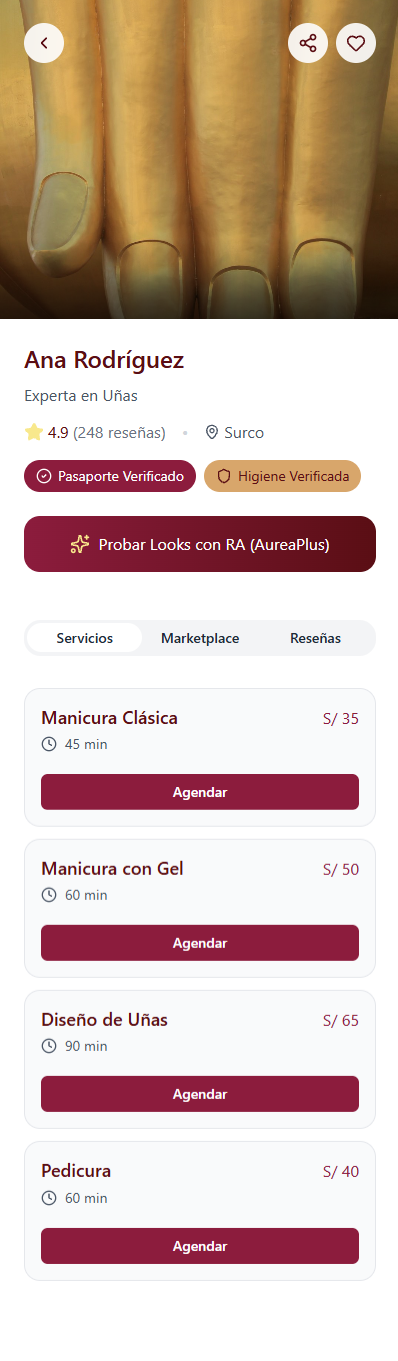 Ana Rodríguez
Experta en Uñas
4.9 (248 reseñas) • Surco
Pasaporte Verificado Higiene Verificada
Probar Looks con RA (AureaPlus)
Servicios Marketplace Reseñas
Manicura Clásica S/ 35
45 min
Agendar
Manicura con Gel S/ 50
60 min
Agendar
Diseño de Uñas S/ 65
90 min
Agendar
Pedicura S/ 40
60 min
Agendar